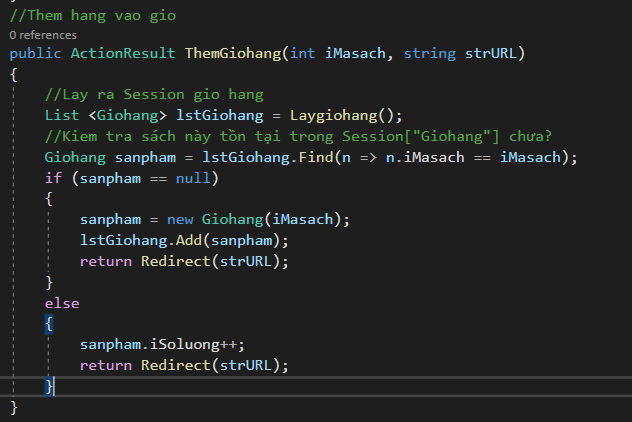 //Them hang vao gio
0 references
public ActionResult ThemGiohang(int iMasach, string strURL)
{
//Lay ra Session gio hang
List <Giohang> lstGiohang = Laygiohang();
//Kiem tra sách này tồn tại trong Session["Giohang"] chưa?
Giohang sanpham = lstGiohang.Find(n => n.iMasach == iMasach);
if (sanpham == null)
{
sanpham = new Giohang(iMasach);
lstGiohang.Add(sanpham);
return Redirect(strURL);
}
else
{
sanpham.iSoluong++;
return Redirect(strURL);
}
}